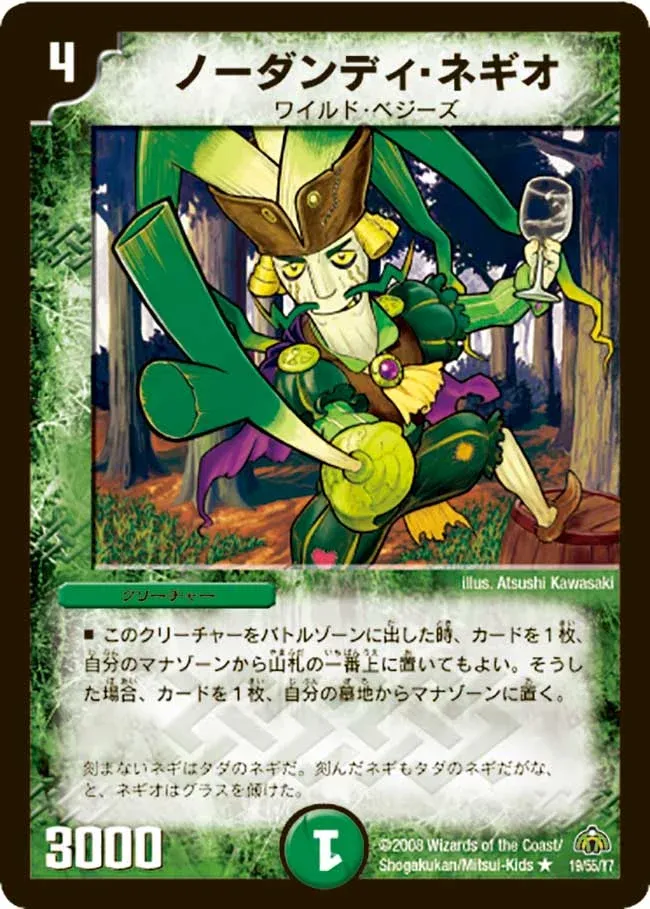 4
ノーダンディ・ネギオ
ワイルド・ベジーズ
illus. Atsushi Kawasaki
クリーチャー
■ このクリーチャーをバトルゾーンに出した時、カードを1枚、
自分のマナゾーンから山札の一番上に置いてもよい。そうし
た場合、カードを1枚、自分の墓地からマナゾーンに置く。
刻まないネギはタダのネギだ。刻んだネギもタダのネギだがな、
と、ネギオはグラスを傾けた。
3000
1
©2008 Wizards of the Coast/
Shogakukan/Mitsui-Kids ★
19/55/Y7